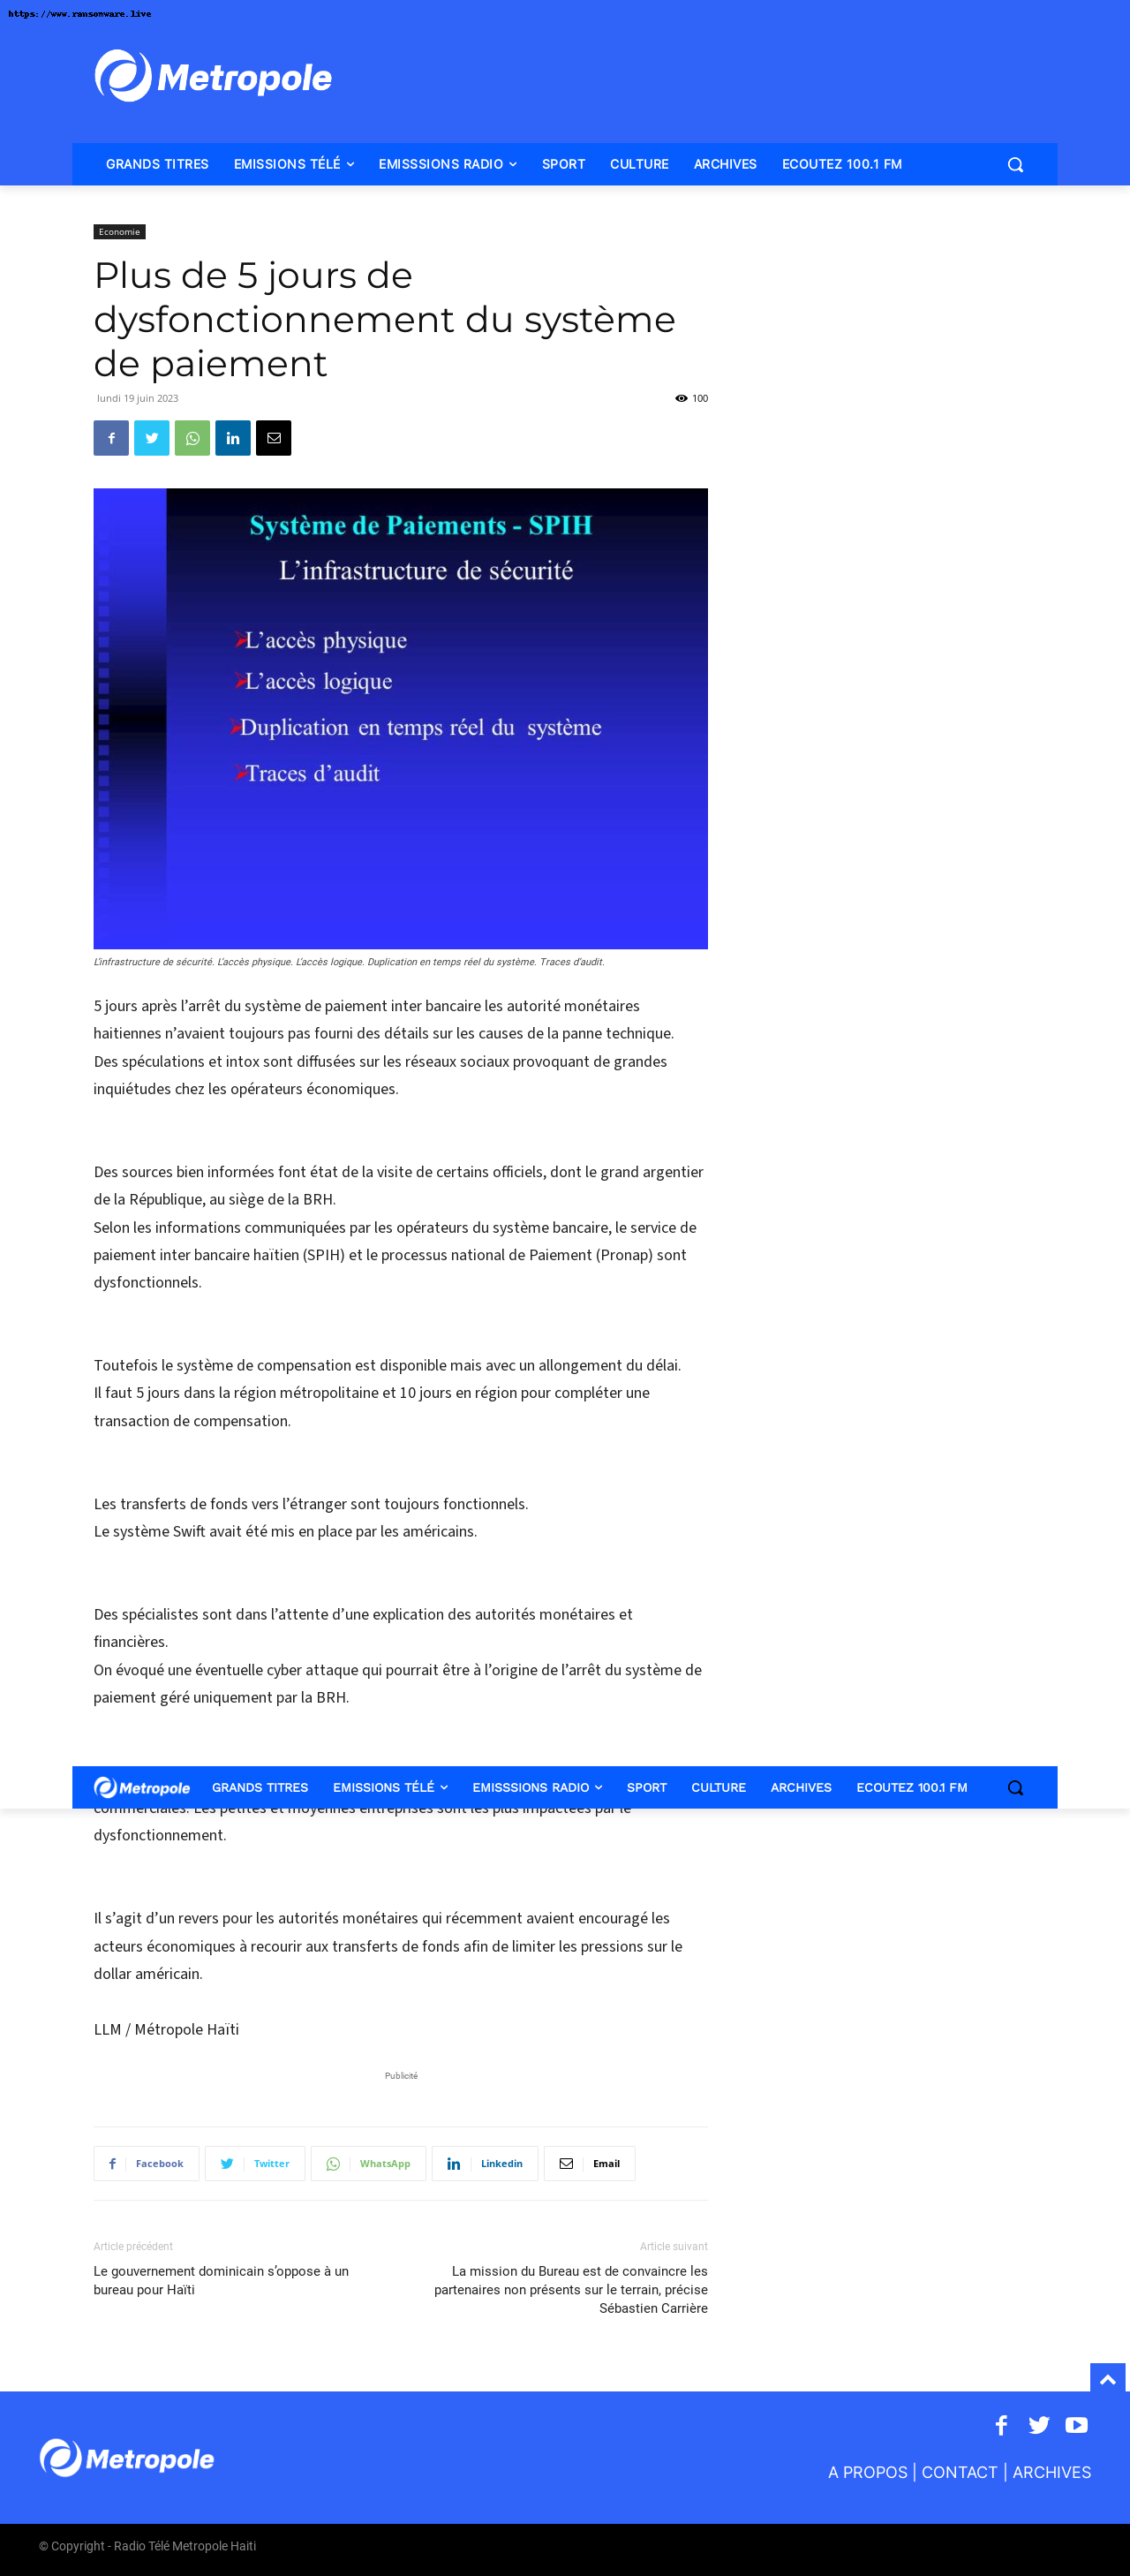 https://www.ransomware.live
Metropole
GRANDS TITRES EMISSIONS TÉLÉ EMISSSIONS RADIO SPORT CULTURE ARCHIVES ECOUTEZ 100.1 FM
Economie
Plus de 5 jours de
dysfonctionnement du système
de paiement
lundi 19 juin 2023 100
Système de Paiements - SPIH
L’infrastructure de sécurité
L’accès physique
L’accès logique
Duplication en temps réel du système
Traces d’audit
L’infrastructure de sécurité. L’accès physique. L’accès logique. Duplication en temps réel du système. Traces d’audit.
5 jours après l’arrêt du système de paiement inter bancaire les autorité monétaires
haitiennes n’avaient toujours pas fourni des détails sur les causes de la panne technique.
Des spéculations et intox sont diffusées sur les réseaux sociaux provoquant de grandes
inquiétudes chez les opérateurs économiques.
Des sources bien informées font état de la visite de certains officiels, dont le grand argentier
de la République, au siège de la BRH.
Selon les informations communiquées par les opérateurs du système bancaire, le service de
paiement inter bancaire haïtien (SPIH) et le processus national de Paiement (Pronap) sont
dysfonctionnels.
Toutefois le système de compensation est disponible mais avec un allongement du délai.
Il faut 5 jours dans la région métropolitaine et 10 jours en région pour compléter une
transaction de compensation.
Les transferts de fonds vers l’étranger sont toujours fonctionnels.
Le système Swift avait été mis en place par les américains.
Des spécialistes sont dans l’attente d’une explication des autorités monétaires et
financières.
On évoqué une éventuelle cyber attaque qui pourrait être à l’origine de l’arrêt du système de
paiement géré uniquement par la BRH.
Metropole GRANDS TITRES EMISSIONS TÉLÉ EMISSSIONS RADIO SPORT CULTURE ARCHIVES ECOUTEZ 100.1 FM
commerciales. Les petites et moyennes entreprises sont les plus impactées par le
dysfonctionnement.
Il s’agit d’un revers pour les autorités monétaires qui récemment avaient encouragé les
acteurs économiques à recourir aux transferts de fonds afin de limiter les pressions sur le
dollar américain.
LLM / Métropole Haïti
Publicité
Facebook Twitter WhatsApp Linkedin Email
Article précédent Article suivant
Le gouvernement dominicain s’oppose à un
bureau pour Haïti
La mission du Bureau est de convaincre les
partenaires non présents sur le terrain, précise
Sébastien Carrière
Metropole
A PROPOS | CONTACT | ARCHIVES
© Copyright - Radio Télé Metropole Haiti